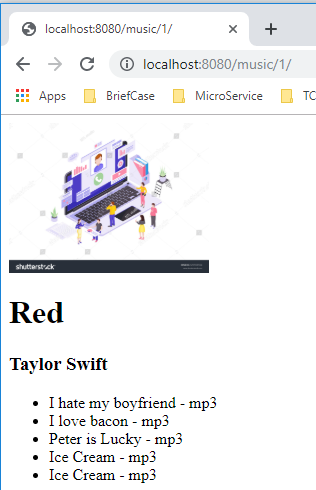 localhost:8080/music/1/
localhost:8080/music/1/
Apps BriefCase MicroService TC
shutterstock
Red
Taylor Swift
I hate my boyfriend - mp3
I love bacon - mp3
Peter is Lucky - mp3
Ice Cream - mp3
Ice Cream - mp3